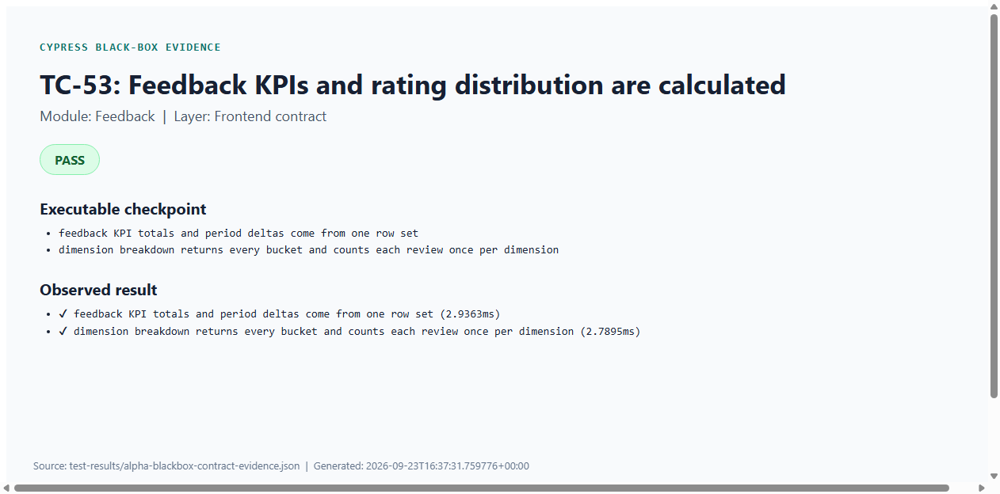 CYPRESS BLACK-BOX EVIDENCE
TC-53: Feedback KPIs and rating distribution are calculated
Module: Feedback | Layer: Frontend contract
PASS
Executable checkpoint
• feedback KPI totals and period deltas come from one row set
• dimension breakdown returns every bucket and counts each review once per dimension
Observed result
• ✓ feedback KPI totals and period deltas come from one row set (2.9363ms)
• ✓ dimension breakdown returns every bucket and counts each review once per dimension (2.7895ms)
Source: test-results/alpha-blackbox-contract-evidence.json | Generated: 2026-09-23T16:37:31.759776+00:00